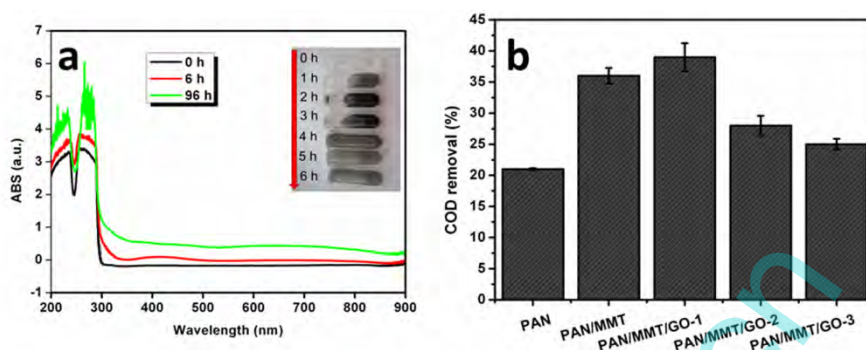 a
7
6
5
4
3
2
1
0
-1
ABS (a.u.)
200 300 400 500 600 700 800 900
Wavelength (nm)
0 h
6 h
96 h
0 h
1 h
2 h
3 h
4 h
5 h
6 h
b
45
40
35
30
25
20
15
10
5
0
COD removal (%)
PAN
PAN/MMT
PAN/MMT/GO-1
PAN/MMT/GO-2
PAN/MMT/GO-3